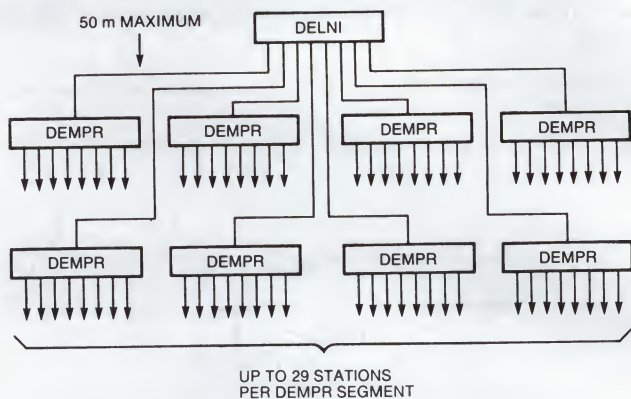 50 m MAXIMUM
DELNI
DEMPR
DEMPR
DEMPR
DEMPR
DEMPR
DEMPR
DEMPR
DEMPR
UP TO 29 STATIONS
PER DEMPR SEGMENT